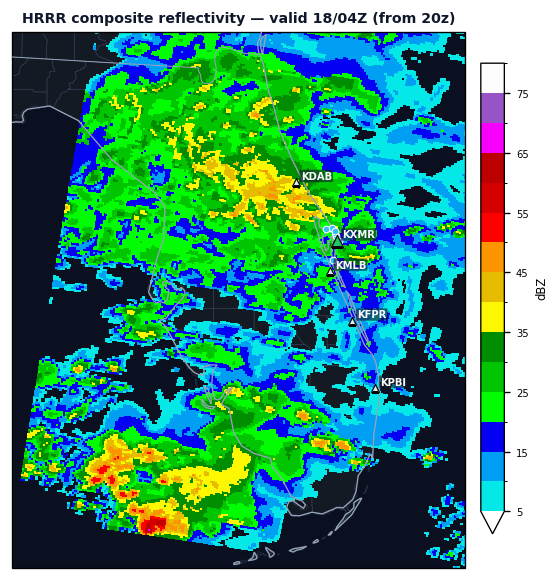 HRRR composite reflectivity — valid 18/04Z (from 20z)
KDAB
KXMR
KMLB
KFPR
KPBI
75
65
55
45
35
25
15
5
dBZ